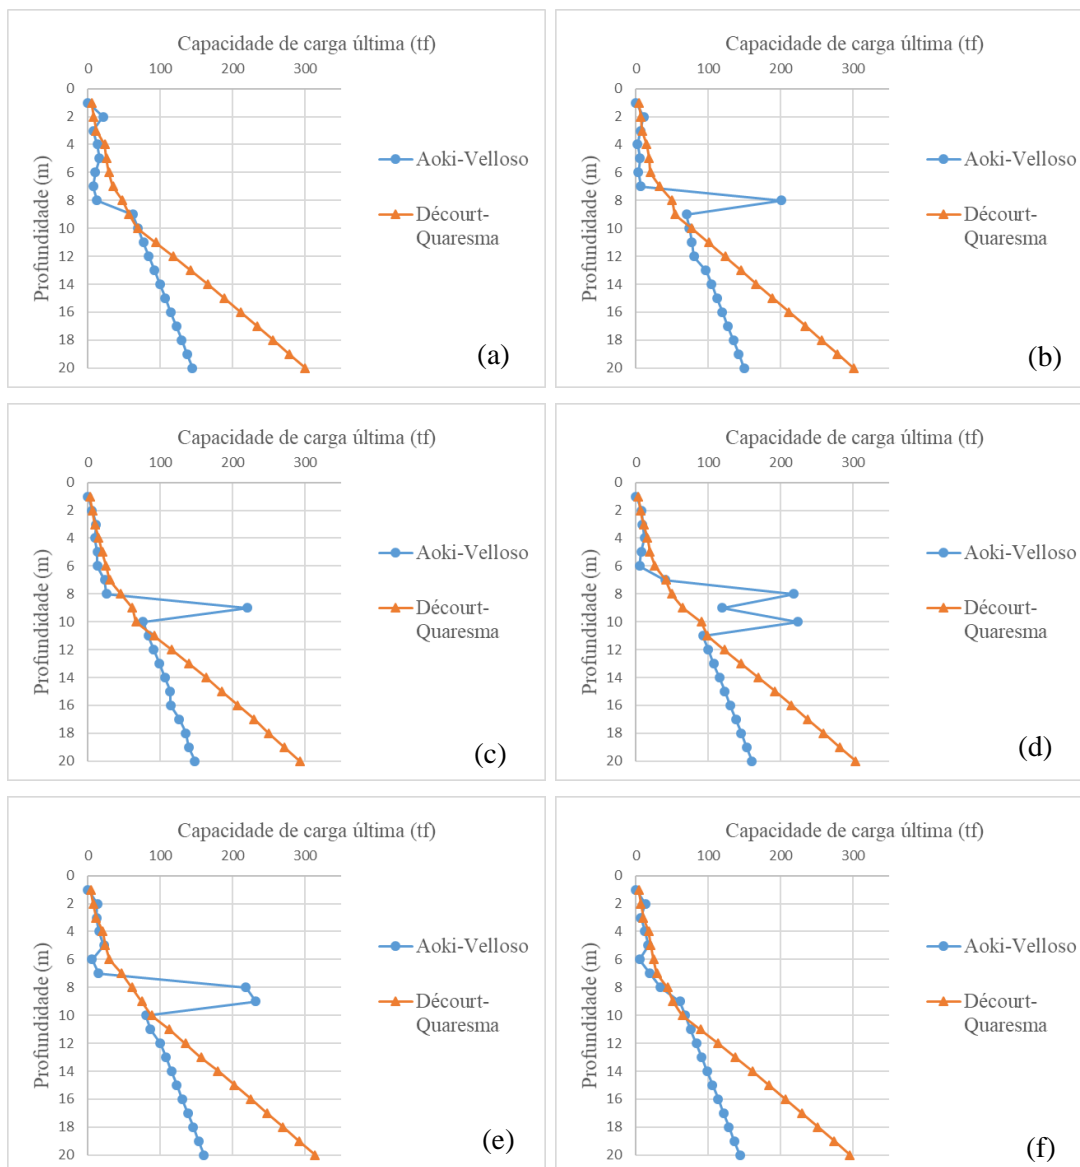 Capacidade de carga última (tf)
0 100 200 300
0
2
4
6
8
10
12
14
16
18
20
Profundidade (m)
Aoki-Velloso
Décourt-
Quaresma
(a)
Capacidade de carga última (tf)
0 100 200 300
0
2
4
6
8
10
12
14
16
18
20
Profundidade (m)
Aoki-Velloso
Décourt-
Quaresma
(b)
Capacidade de carga última (tf)
0 100 200 300
0
2
4
6
8
10
12
14
16
18
20
Profundidade (m)
Aoki-Velloso
Décourt-
Quaresma
(c)
Capacidade de carga última (tf)
0 100 200 300
0
2
4
6
8
10
12
14
16
18
20
Profundidade (m)
Aoki-Velloso
Décourt-
Quaresma
(d)
Capacidade de carga última (tf)
0 100 200 300
0
2
4
6
8
10
12
14
16
18
20
Profundidade (m)
Aoki-Velloso
Décourt-
Quaresma
(e)
Capacidade de carga última (tf)
0 100 200 300
0
2
4
6
8
10
12
14
16
18
20
Profundidade (m)
Aoki-Velloso
Décourt-
Quaresma
(f)